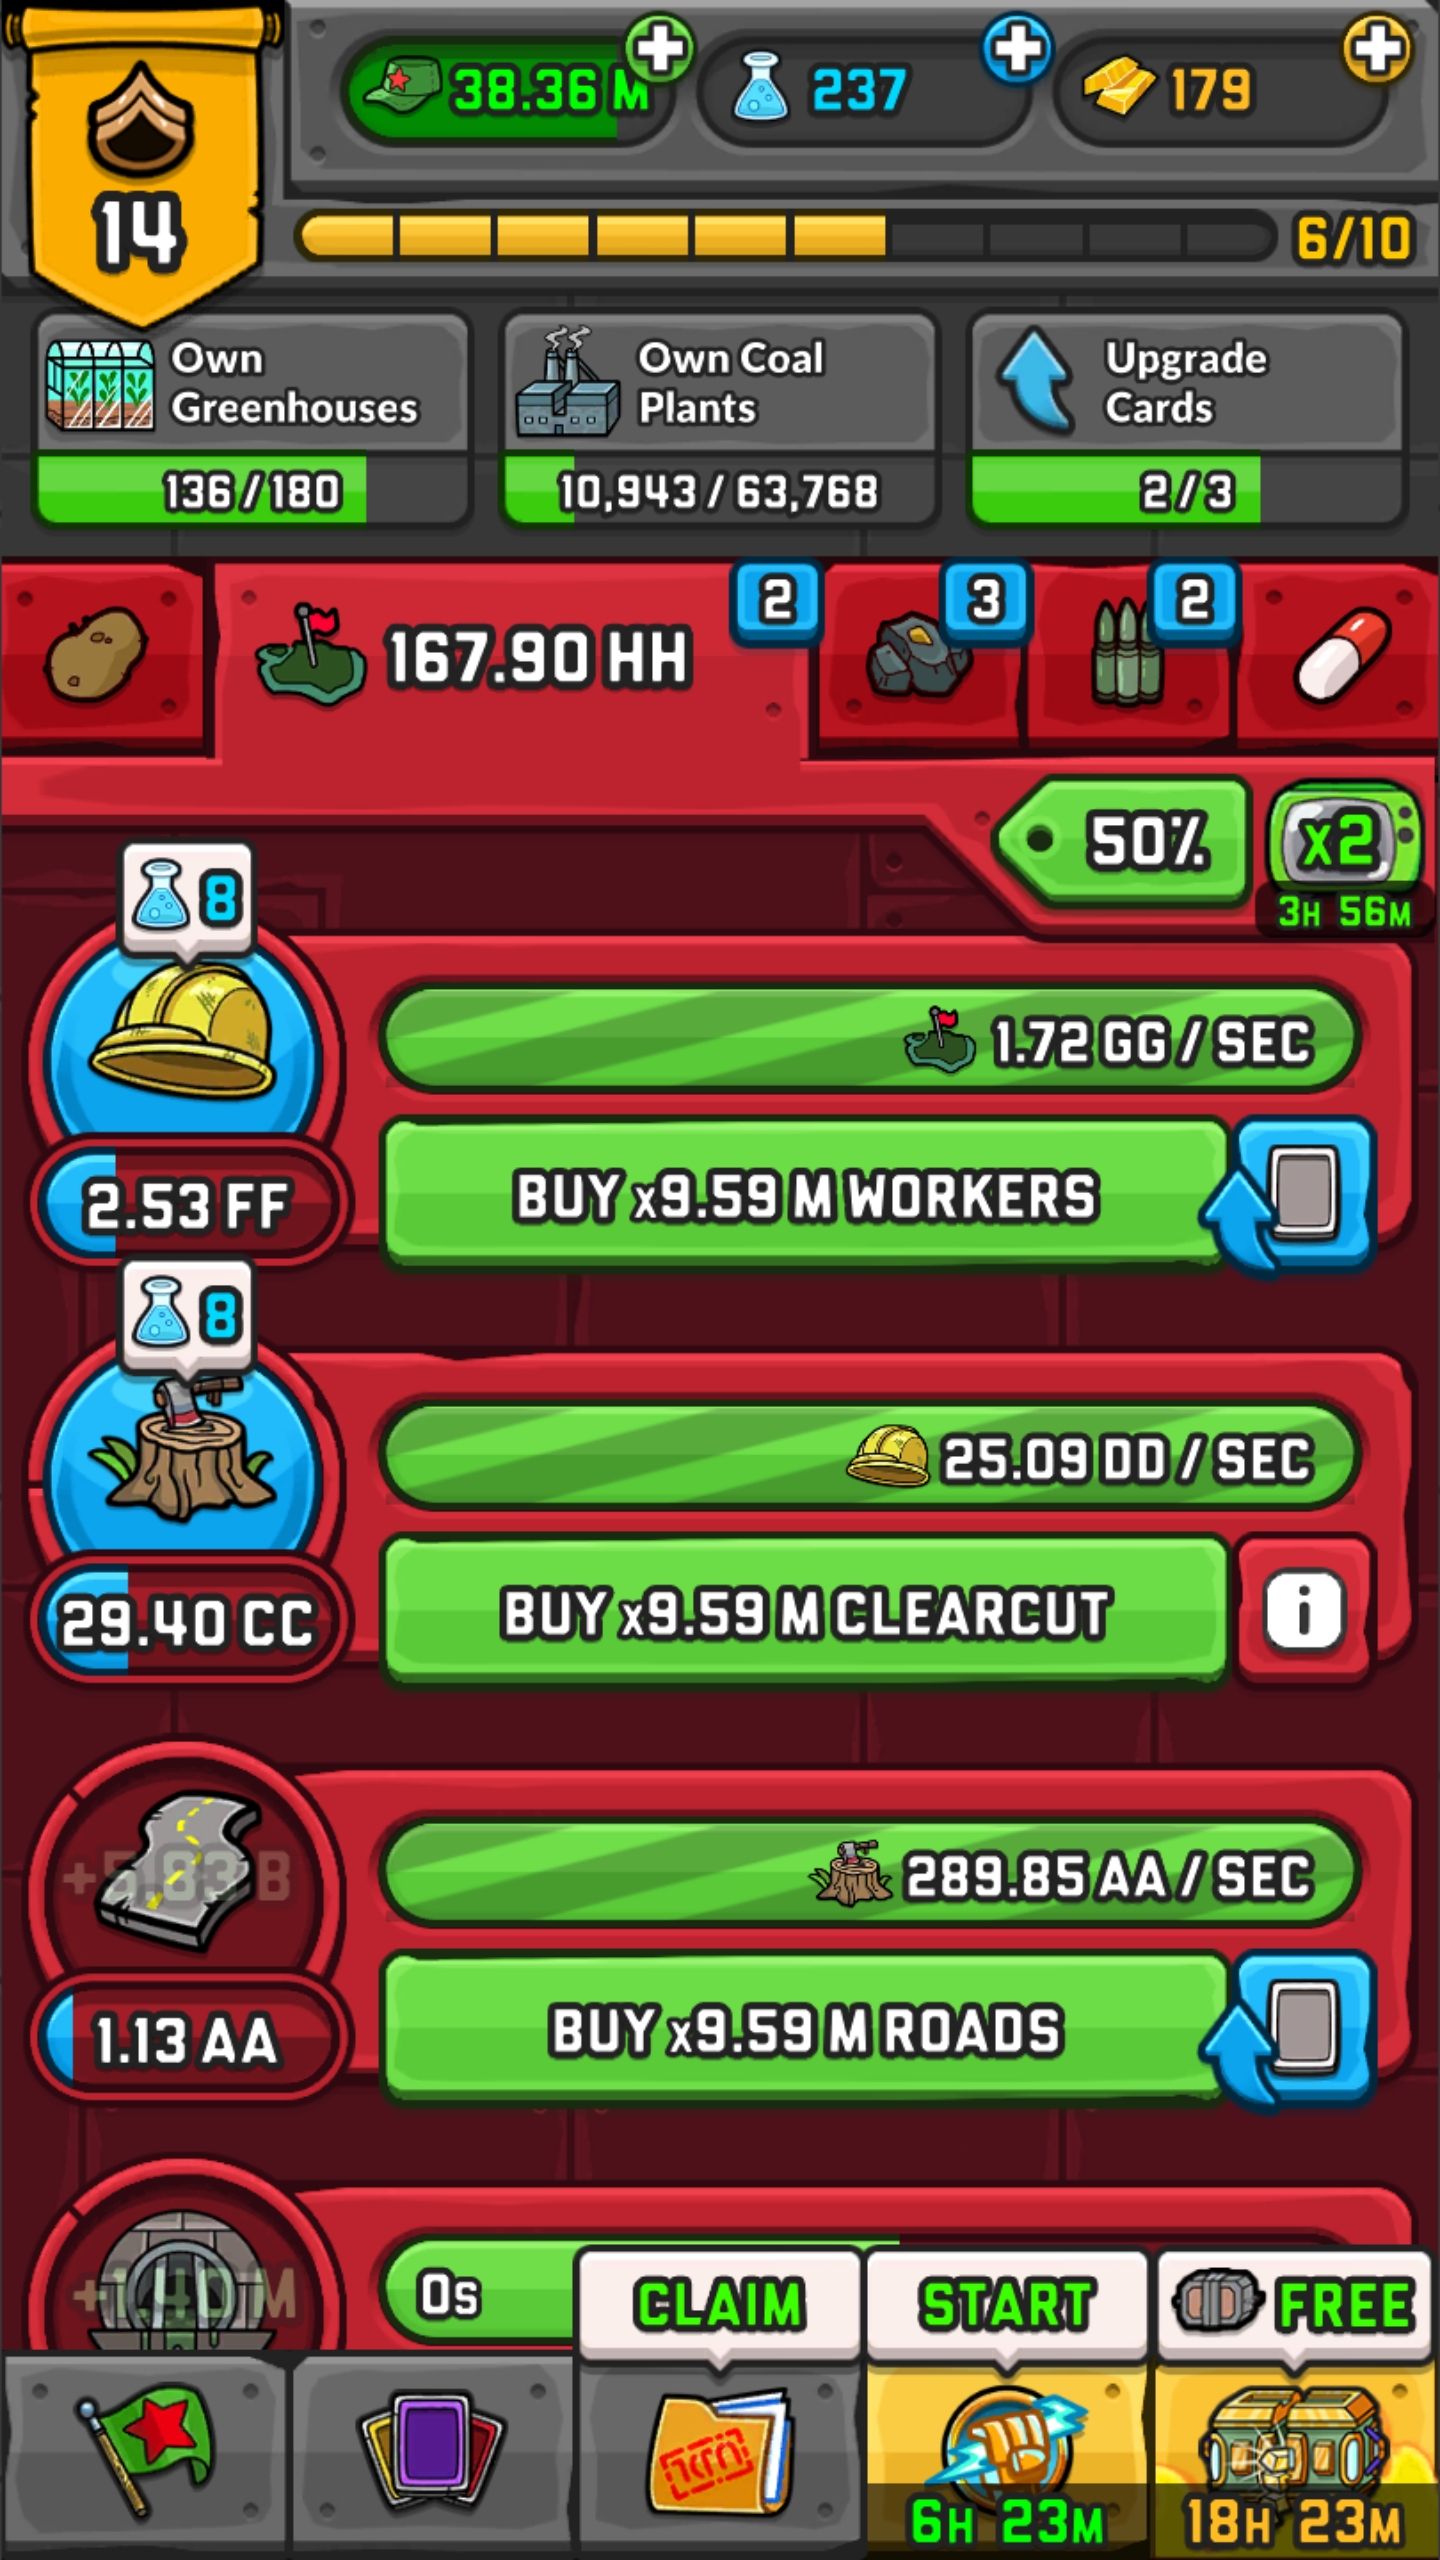 14
38.36 M
237
179
6/10
Own
Greenhouses
136/180
Own Coal
Plants
10,943/63,768
Upgrade
Cards
2/3
167.90 HH
2
3
2
50%
x2
3H 56M
8
1.72 GG / SEC
2.53 FF
BUY x9.59 M WORKERS
8
25.09 DD / SEC
29.40 CC
BUY x9.59 M CLEARCUT
i
+5.83 B
289.85 AA / SEC
1.13 AA
BUY x9.59 M ROADS
0s
CLAIM
START
FREE
6H 23M
18H 23M